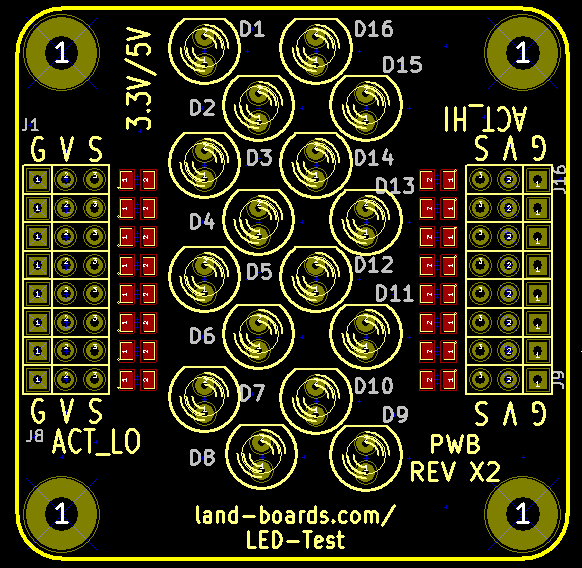 D1
D16
3.3V/5V
D15
D2
ACT_HI
J1
G V S
D3
D14
S V G
J16
D13
D4
D5
D12
D11
D6
D7
D10
J9
G V S
D9
S V G
J8
ACT_LO
D8
PWB
REV X2
land-boards.com/
LED-Test
1
1
1
1